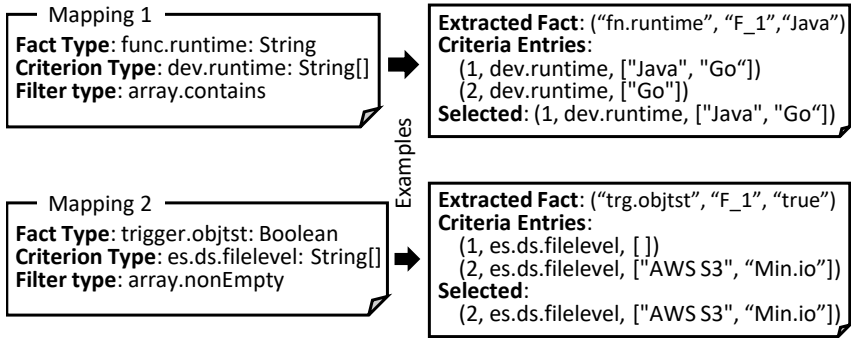 Mapping 1
Fact Type: func.runtime: String
Criterion Type: dev.runtime: String[]
Filter type: array.contains
Extracted Fact: (“fn.runtime”, “F_1”,“Java”)
Criteria Entries:
(1, dev.runtime, ["Java", "Go“])
(2, dev.runtime, ["Go"])
Selected: (1, dev.runtime, ["Java", "Go“])
Examples
Mapping 2
Fact Type: trigger.objtst: Boolean
Criterion Type: es.ds.filelevel: String[]
Filter type: array.nonEmpty
Extracted Fact: (“trg.objtst”, “F_1”, “true”)
Criteria Entries:
(1, es.ds.filelevel, [ ])
(2, es.ds.filelevel, ["AWS S3", “Min.io”])
Selected:
(2, es.ds.filelevel, ["AWS S3", “Min.io”])